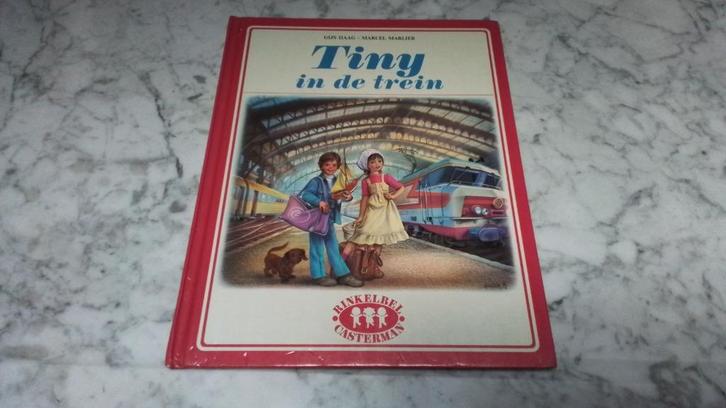 GIJS HAAG - MARCEL MARLIER
Tiny
in de trein
RINKELBEL
CASTERMAN